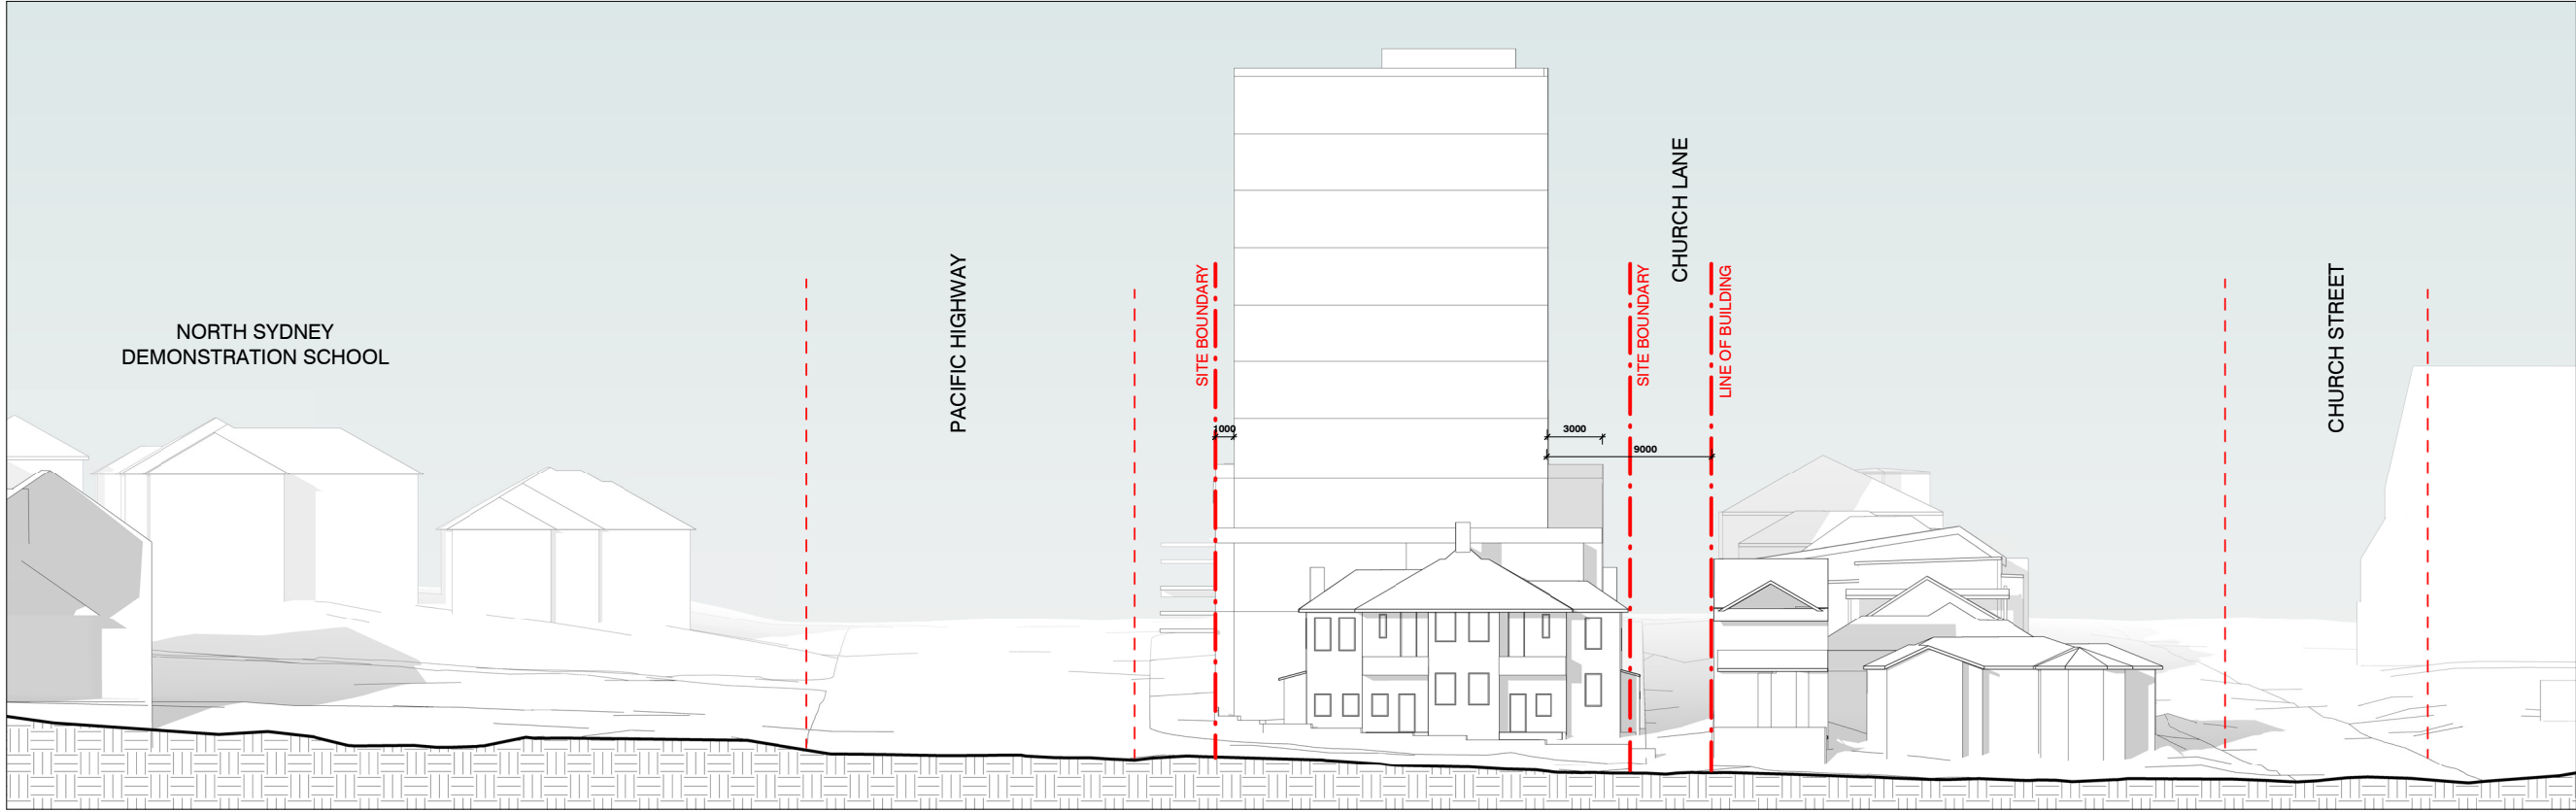 NORTH SYDNEY
DEMONSTRATION SCHOOL
PACIFIC HIGHWAY
SITE BOUNDARY
1000
3000
9000
SITE BOUNDARY
CHURCH LANE
LINE OF BUILDING
CHURCH STREET